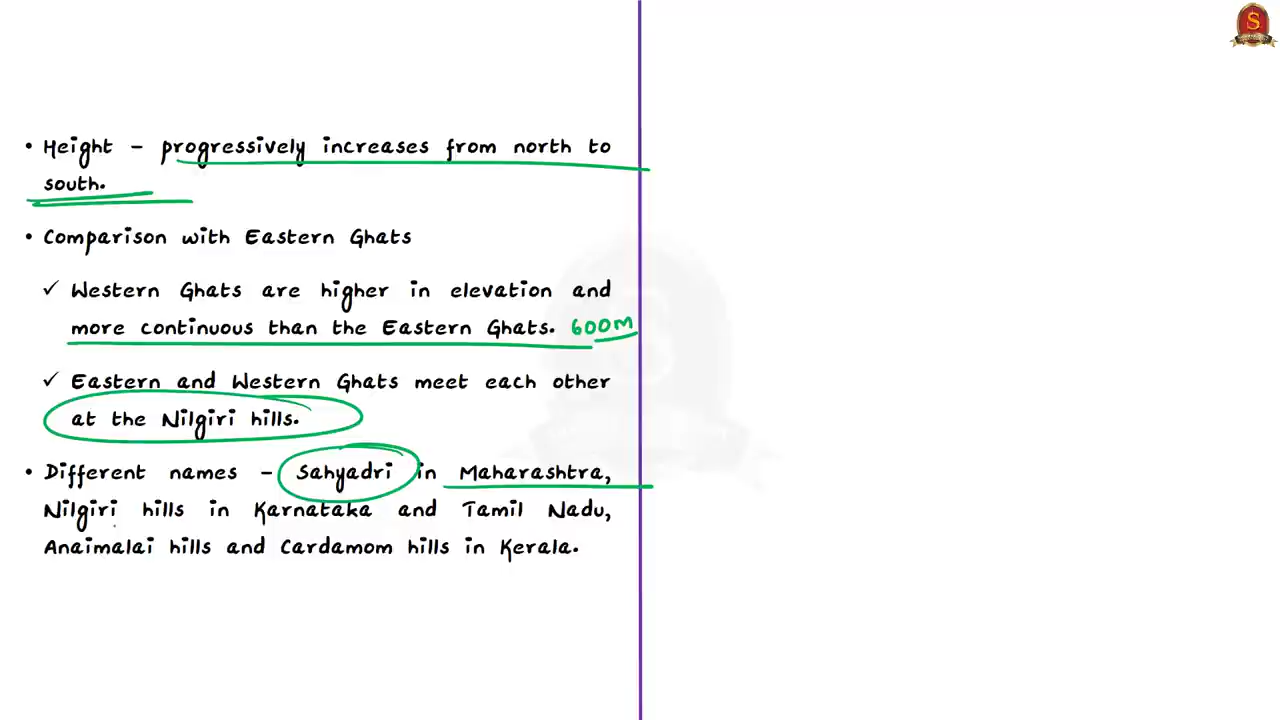 • Height - progressively increases from north to
south.
• Comparison with Eastern Ghats
✓ Western Ghats are higher in elevation and
more continuous than the Eastern Ghats. 600M
✓ Eastern and Western Ghats meet each other
at the Nilgiri hills.
• Different names - Sahyadri in Maharashtra,
Nilgiri hills in Karnataka and Tamil Nadu,
Anaimalai hills and Cardamom hills in Kerala.
S